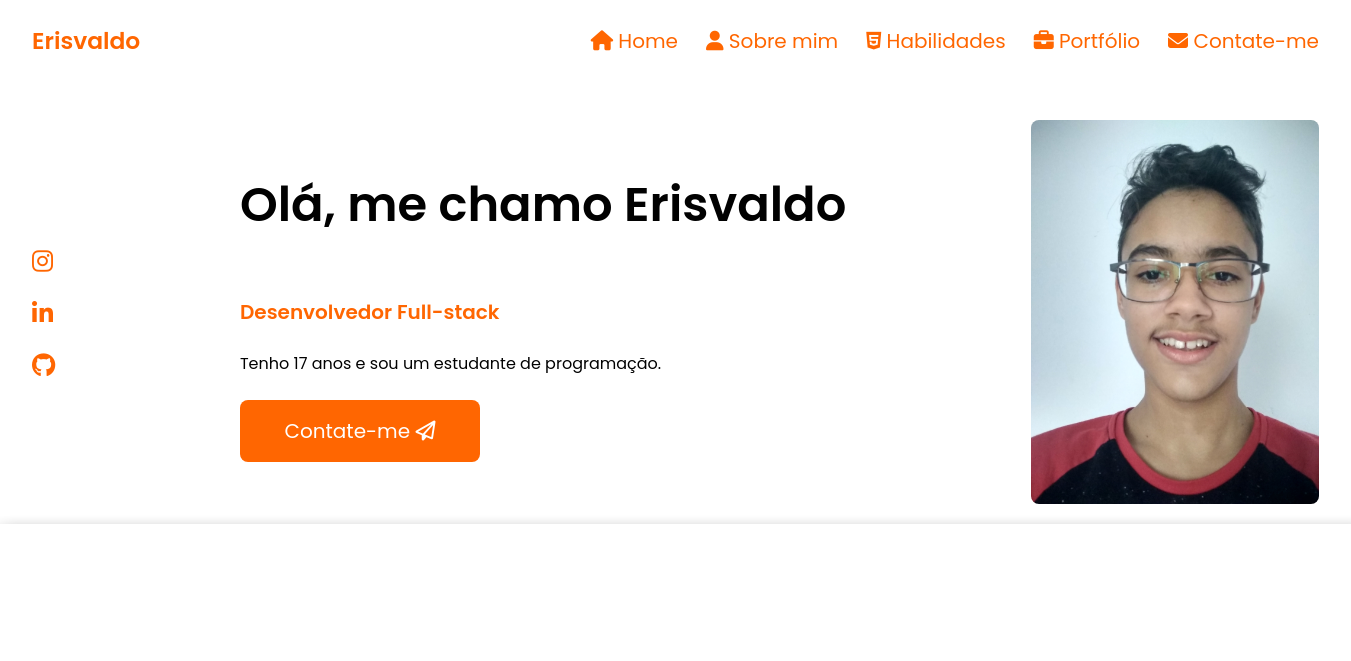 Erisvaldo
Home Sobre mim Habilidades Portfólio Contate-me
Olá, me chamo Erisvaldo
Desenvolvedor Full-stack
Tenho 17 anos e sou um estudante de programação.
Contate-me